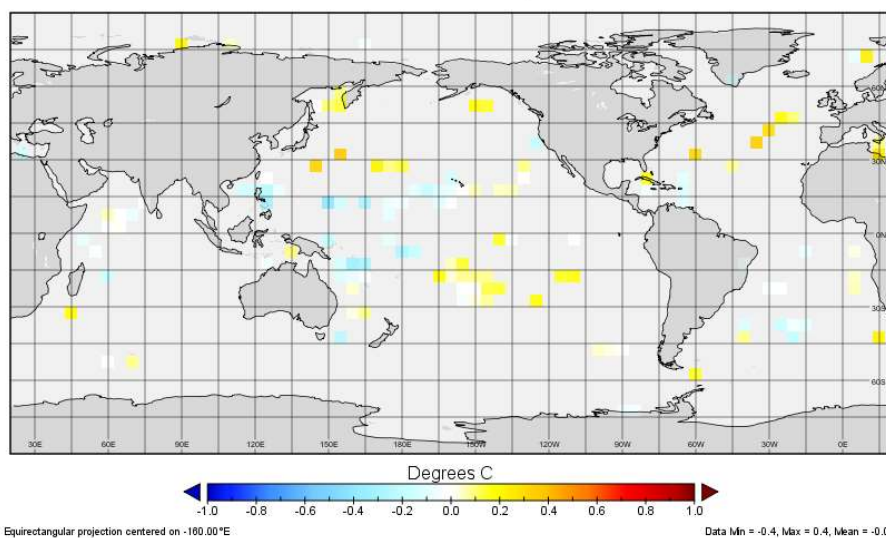 60N
30N
0N
30S
60S
30E 60E 90E 120E 150E 180E 150W 120W 90W 60W 30W 0E
Degrees C
-1.0 -0.8 -0.6 -0.4 -0.2 0.0 0.2 0.4 0.6 0.8 1.0
Equirectangular projection centered on -160.00°E Data Min = -0.4, Max = 0.4, Mean = -0.0